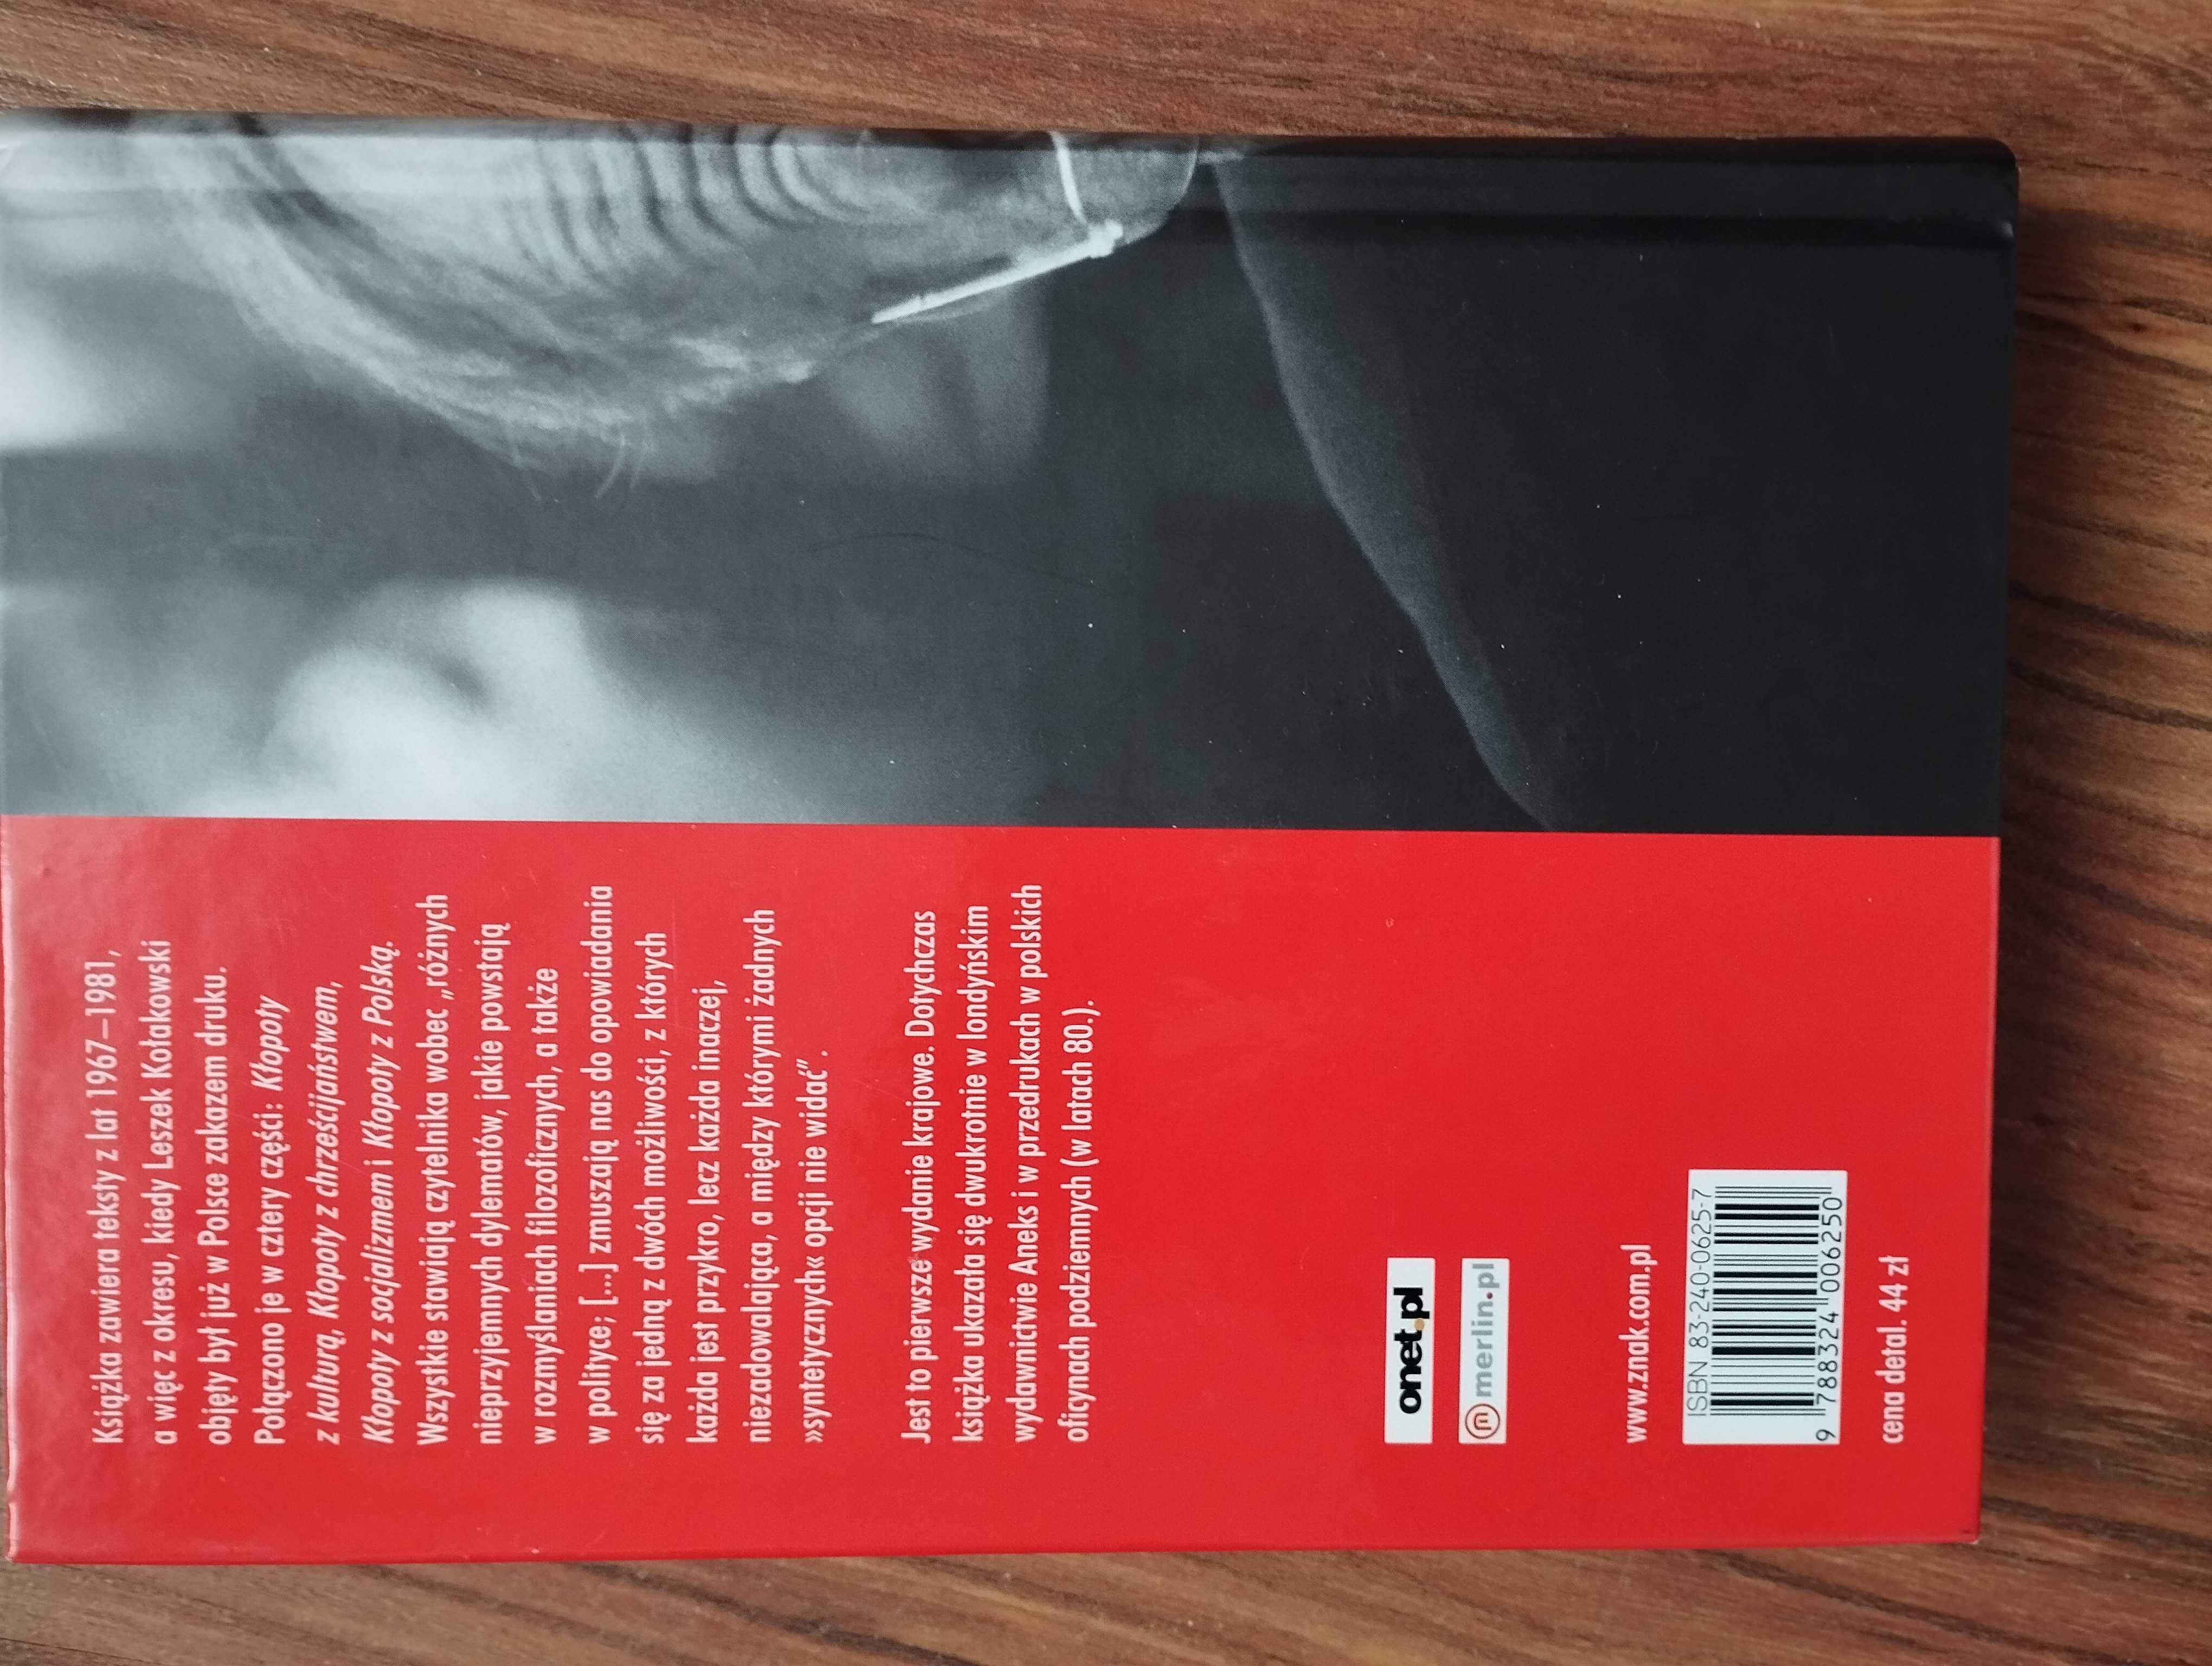 Książka zawiera teksty z lat 1967–1981,
a więc z okresu, kiedy Leszek Kołakowski
objęty był już w Polsce zakazem druku.
Połączono je w cztery części: Kłopoty
z kulturą, Kłopoty z chrześcijaństwem,
Kłopoty z socjalizmem i Kłopoty z Polską.
Wszystkie stawiają czytelnika wobec „różnych
nieprzyjemnych dylematów, jakie powstają
w rozmyślaniach filozoficznych, a także
w polityce; [...] zmuszają nas do opowiadania
się za jedną z dwóch możliwości, z których
każda jest przykro, lecz każda inaczej,
niezadowalająca, a między którymi żadnych
»syntetycznych« opcji nie widać”.
Jest to pierwsze wydanie krajowe. Dotychczas
książka ukazała się dwukrotnie w londyńskim
wydawnictwie Aneks i w przedrukach w polskich
oficynach podziemnych (w latach 80.).
onet.pl
m merlin.pl
www.znak.com.pl
ISBN 83-240-0625-7
9 788324 006250
cena detal. 44 zł